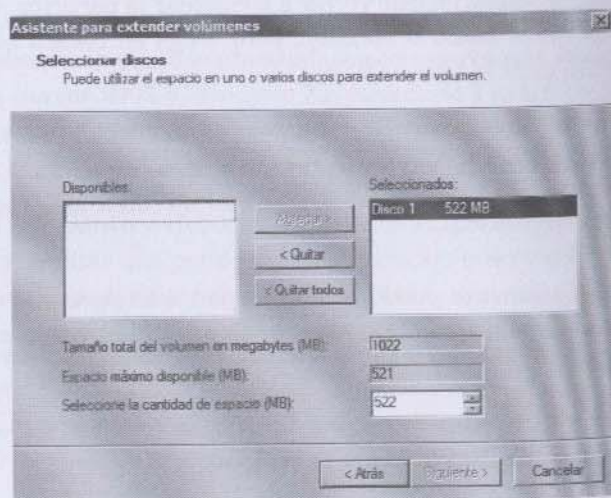 Asistente para extender volúmenes
Seleccionar discos
Puede utilizar el espacio en uno o varios discos para extender el volumen.
Disponibles:
Seleccionados:
Disco 1 522 MB
< Quitar
< Quitar todos
Tamaño total del volumen en megabytes (MB): 1022
Espacio máximo disponible (MB): 521
Seleccione la cantidad de espacio (MB): 522
< Atrás
Siguiente >
Cancelar